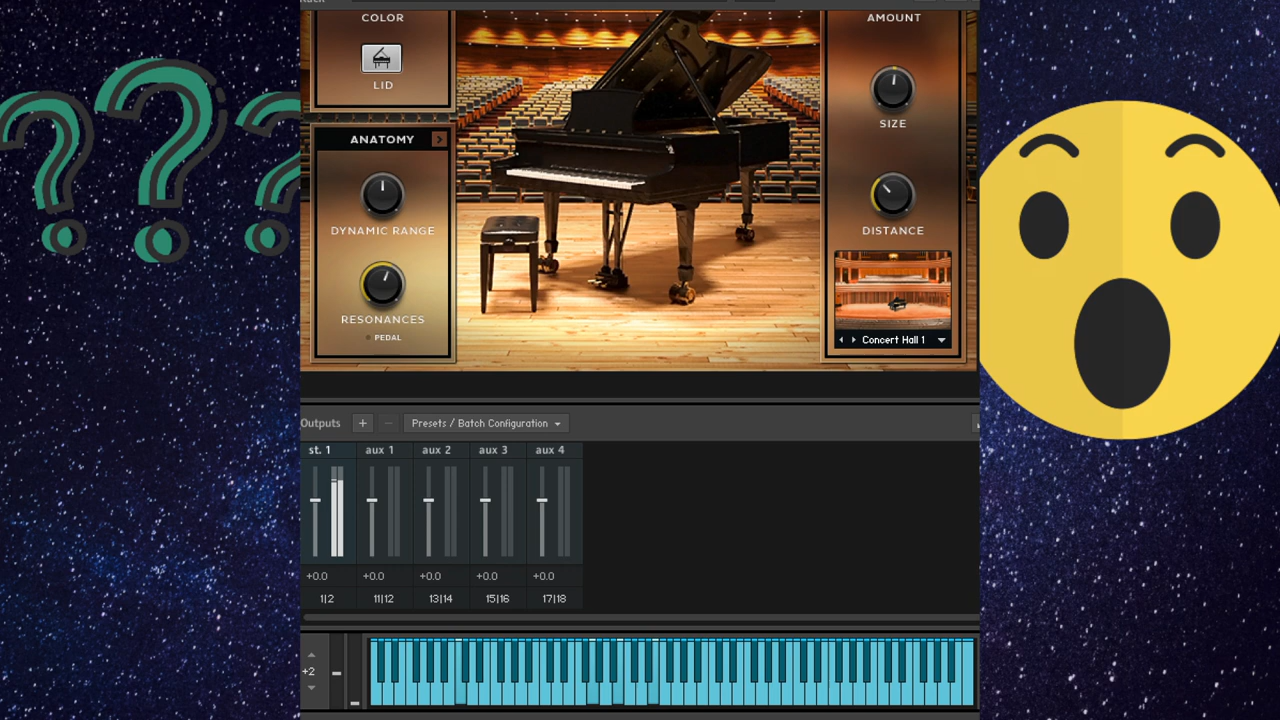 COLOR
LID
ANATOMY
DYNAMIC RANGE
RESONANCES
PEDAL
AMOUNT
SIZE
DISTANCE
Concert Hall 1
Outputs + - Presets / Batch Configuration
st. 1 aux 1 aux 2 aux 3 aux 4
+0.0 +0.0 +0.0 +0.0 +0.0
1|2 11|12 13|14 15|16 17|18
+2
???